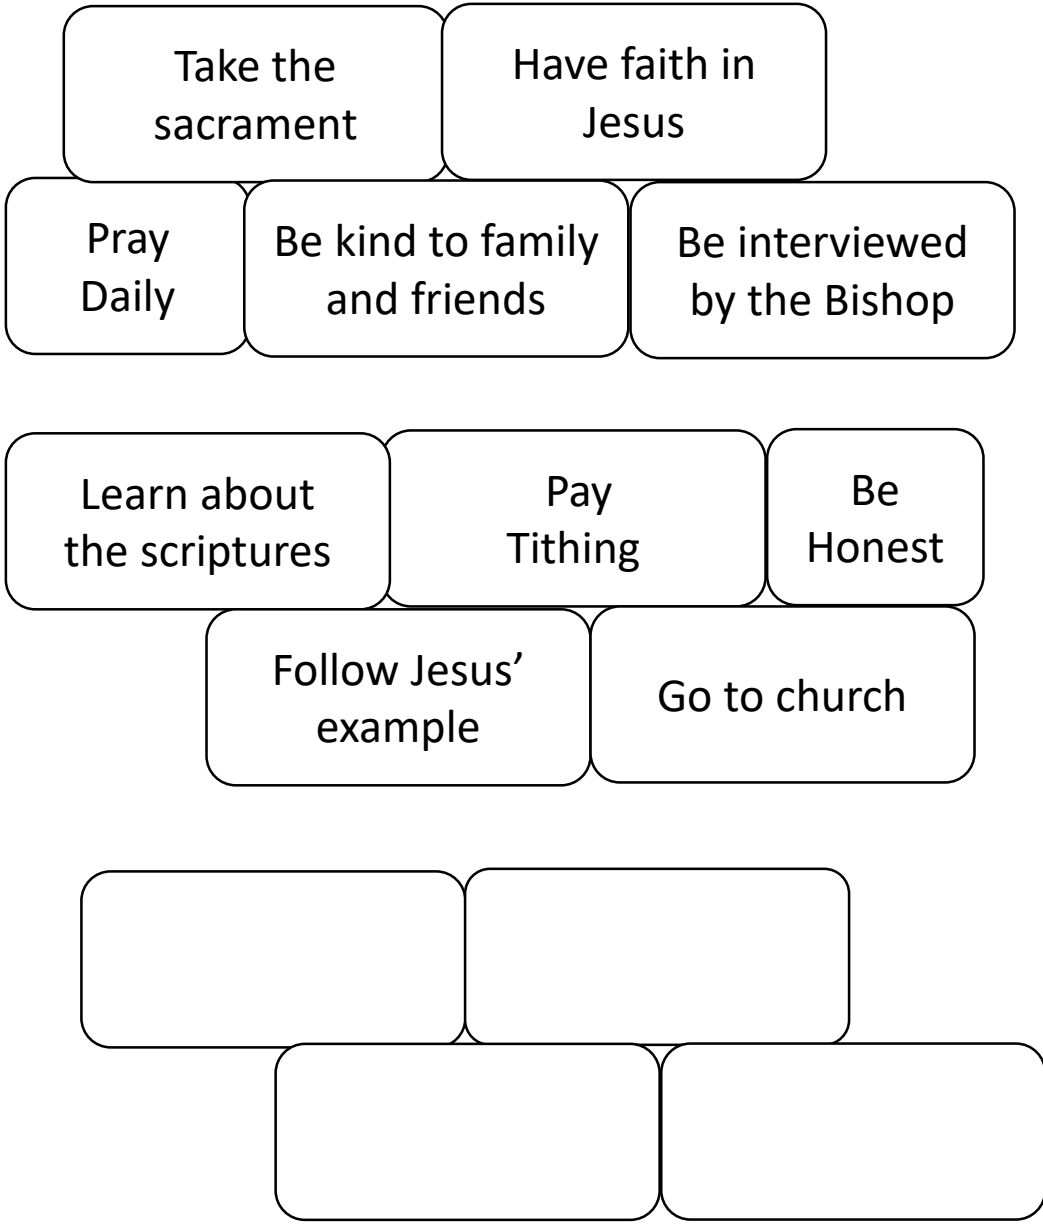 Take the
sacrament
Have faith in
Jesus
Pray
Daily
Be kind to family
and friends
Be interviewed
by the Bishop
Learn about
the scriptures
Pay
Tithing
Be
Honest
Follow Jesus’
example
Go to church